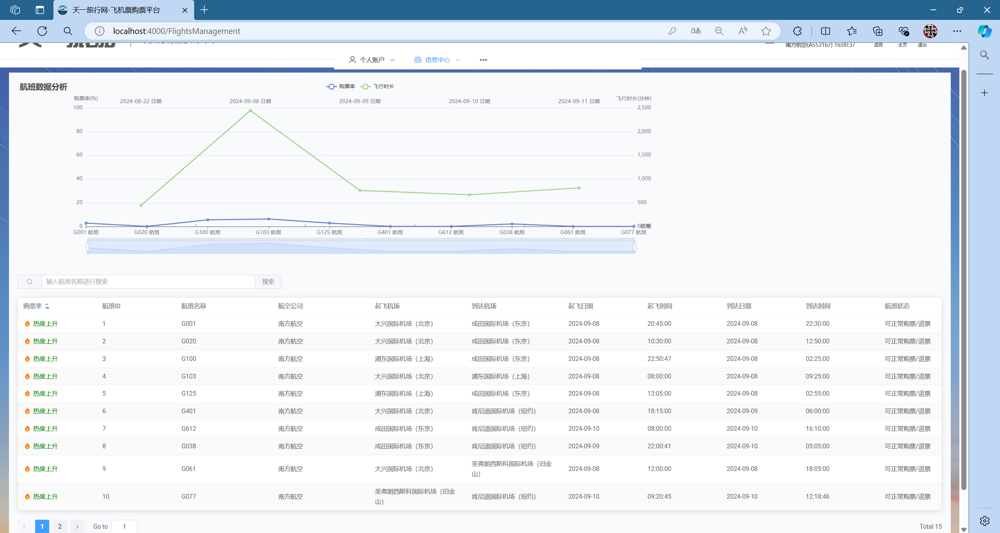 天一旅行网-飞机票购票平台
localhost:4000/FlightsManagement
南方航空(A553167) 16:00:37 返回 主页 退出
个人账户 信息中心
航班数据分析
购票率 飞行时长
购票率(%) 飞行时长(分钟)
2024-08-22 日期 2024-09-08 日期 2024-09-09 日期 2024-09-10 日期 2024-09-11 日期
100 2,500
80 2,000
60 1,500
40 1,000
20 500
0 0
G001 航班 G020 航班 G100 航班 G103 航班 G125 航班 G401 航班 G612 航班 G038 航班 G061 航班 G077 航班
输入航班名称进行搜索 搜索
购票率 航班ID 航班名称 航空公司 起飞机场 到达机场 起飞日期 起飞时间 到达日期 到达时间 航班状态
热度上升 1 G001 南方航空 大兴国际机场（北京） 成田国际机场（东京） 2024-09-08 20:45:00 2024-09-08 22:30:00 可正常购票/退票
热度上升 2 G020 南方航空 大兴国际机场（北京） 成田国际机场（东京） 2024-09-08 10:30:00 2024-09-08 12:50:00 可正常购票/退票
热度上升 3 G100 南方航空 浦东国际机场（上海） 成田国际机场（东京） 2024-09-08 22:50:47 2024-09-08 02:25:00 可正常购票/退票
热度上升 4 G103 南方航空 大兴国际机场（北京） 浦东国际机场（上海） 2024-09-08 08:00:00 2024-09-08 09:25:00 可正常购票/退票
热度上升 5 G125 南方航空 浦东国际机场（上海） 成田国际机场（东京） 2024-09-08 13:05:00 2024-09-08 02:55:00 可正常购票/退票
热度上升 6 G401 南方航空 大兴国际机场（北京） 肯尼迪国际机场（纽约） 2024-09-08 18:15:00 2024-09-09 06:00:00 可正常购票/退票
热度上升 7 G612 南方航空 成田国际机场（东京） 肯尼迪国际机场（纽约） 2024-09-10 08:00:00 2024-09-10 16:10:00 可正常购票/退票
热度上升 8 G038 南方航空 成田国际机场（东京） 肯尼迪国际机场（纽约） 2024-09-09 22:00:41 2024-09-10 05:05:00 可正常购票/退票
热度上升 9 G061 南方航空 大兴国际机场（北京） 圣弗朗西斯科国际机场（旧金山） 2024-09-08 12:00:00 2024-09-08 18:05:00 可正常购票/退票
热度上升 10 G077 南方航空 圣弗朗西斯科国际机场（旧金山） 肯尼迪国际机场（纽约） 2024-09-10 09:20:45 2024-09-10 12:18:46 可正常购票/退票
1 2 Go to 1 Total 15